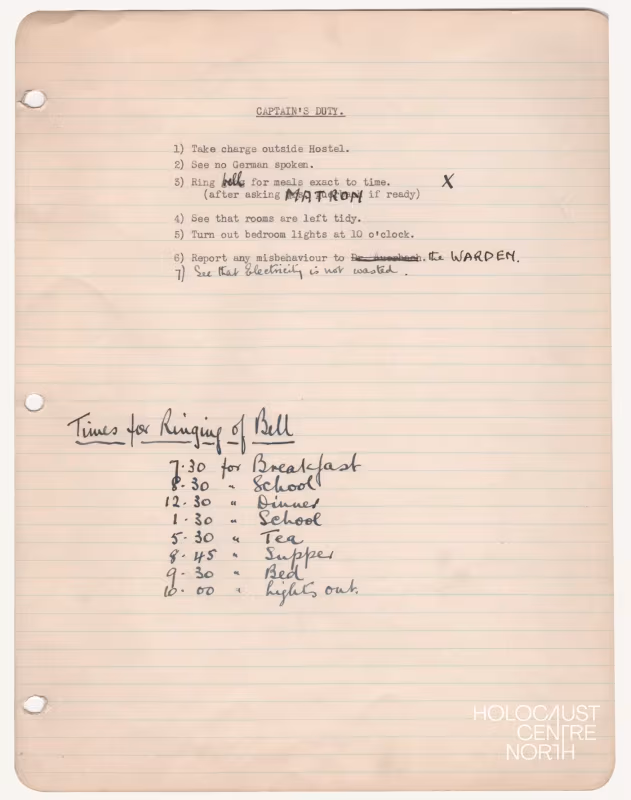 CAPTAIN'S DUTY.
1) Take charge outside Hostel.
2) See no German spoken.
3) Ring bell for meals exact to time. X
(after asking MATRON if ready)
4) See that rooms are left tidy.
5) Turn out bedroom lights at 10 o'clock.
6) Report any misbehaviour to the WARDEN.
7) See that Electricity is not wasted.
Times for Ringing of Bell
7.30 for Breakfast
8.30 " School
12.30 " Dinner
1.30 " School
5.30 " Tea
8.45 " Supper
9.30 " Bed
10.00 " Lights out.
HOLOCAUST
CENTRE
NORTH